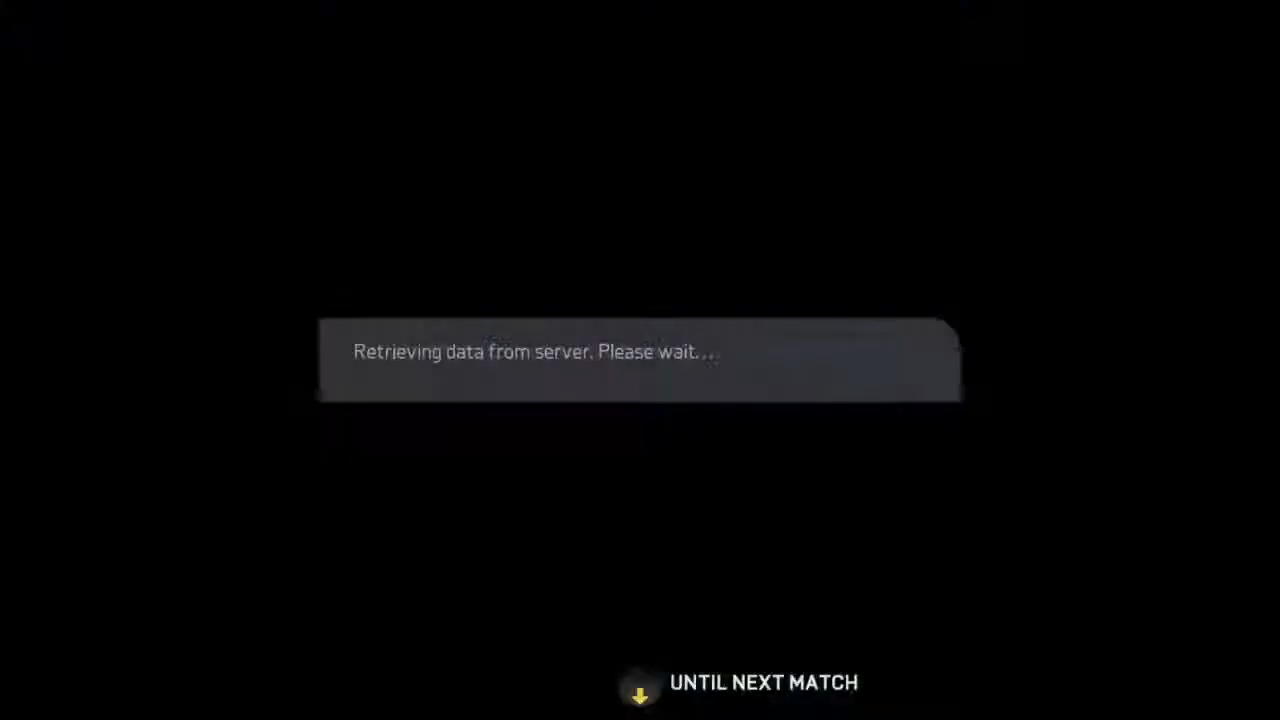 Retrieving data from server. Please wait....
UNTIL NEXT MATCH